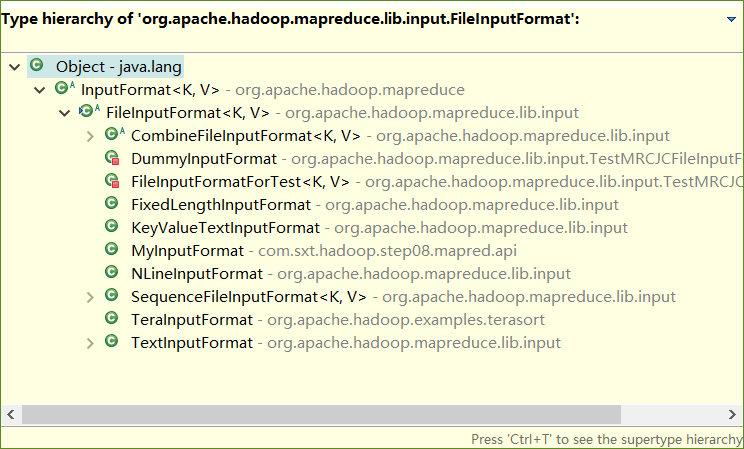 Type hierarchy of 'org.apache.hadoop.mapreduce.lib.input.FileInputFormat':
Object - java.lang
InputFormat<K, V> - org.apache.hadoop.mapreduce
FileInputFormat<K, V> - org.apache.hadoop.mapreduce.lib.input
CombineFileInputFormat<K, V> - org.apache.hadoop.mapreduce.lib.input
DummyInputFormat - org.apache.hadoop.mapreduce.lib.input.TestMRCJCFileInputF
FileInputFormatForTest<K, V> - org.apache.hadoop.mapreduce.lib.input.TestMRCJC
FixedLengthInputFormat - org.apache.hadoop.mapreduce.lib.input
KeyValueTextInputFormat - org.apache.hadoop.mapreduce.lib.input
MyInputFormat - com.sxt.hadoop.step08.mapred.api
NLineInputFormat - org.apache.hadoop.mapreduce.lib.input
SequenceFileInputFormat<K, V> - org.apache.hadoop.mapreduce.lib.input
TeraInputFormat - org.apache.hadoop.examples.terasort
TextInputFormat - org.apache.hadoop.mapreduce.lib.input
Press 'Ctrl+T' to see the supertype hierarchy